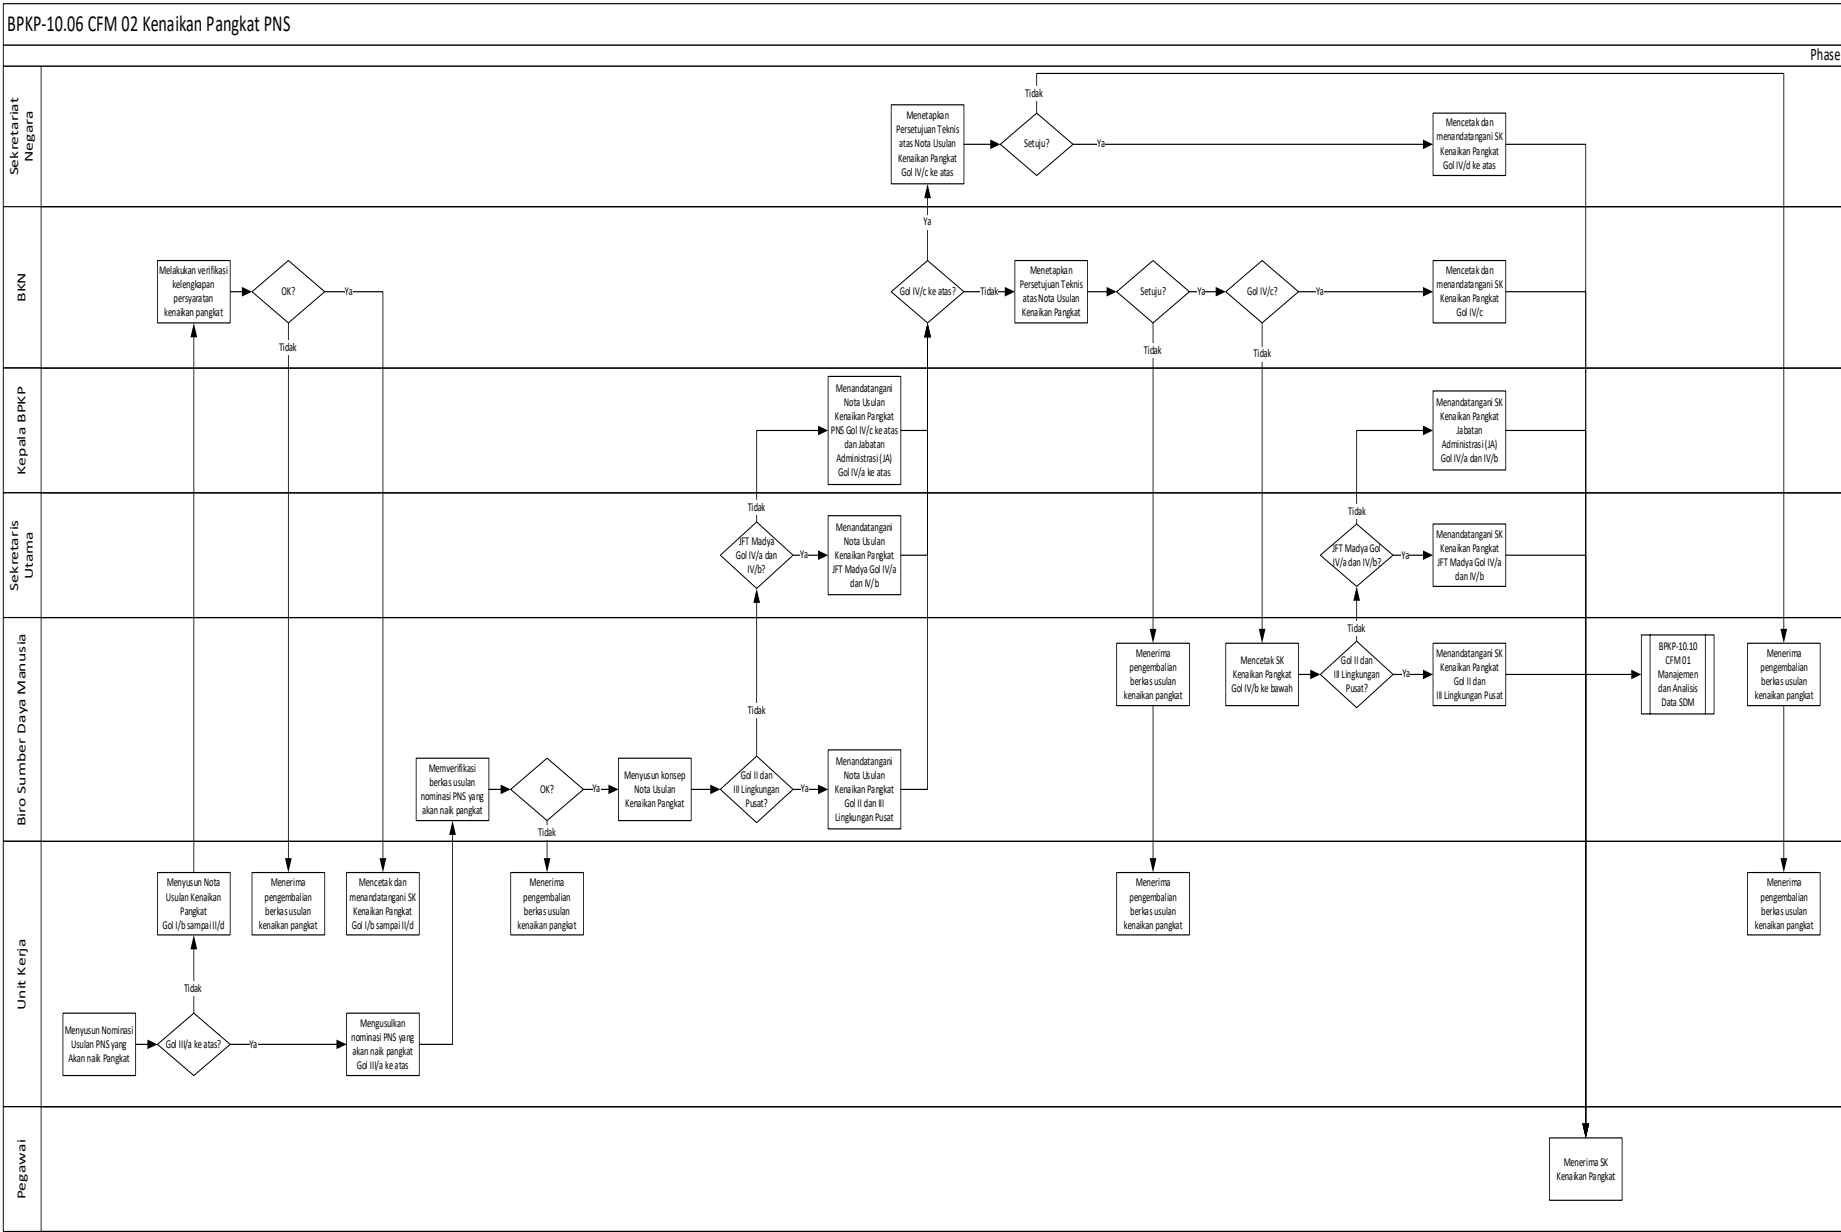 BPKP-10.06 CFM 02 Kenaikan Pangkat PNS
Phase
Sekretariat
Negara
Menetapkan
Persetujuan Teknis
atas Nota Usulan
Kenaikan Pangkat
Gol IV/c ke atas
Setuju?
Tidak
Ya
Mencetak dan
menandatangani SK
Kenaikan Pangkat
Gol IV/d ke atas
BKN
Melakukan verifikasi
kelengkapan
persyaratan
kenaikan pangkat
OK?
Ya
Tidak
Ya
Gol IV/c ke atas?
Tidak
Menetapkan
Persetujuan Teknis
atas Nota Usulan
Kenaikan Pangkat
Setuju?
Ya
Tidak
Gol IV/c?
Ya
Tidak
Mencetak dan
menandatangani SK
Kenaikan Pangkat
Gol IV/c
Kepala BPKP
Menandatangani
Nota Usulan
Kenaikan Pangkat
PNS Gol IV/c ke atas
dan Jabatan
Administrasi (JA)
Gol IV/a ke atas
Menandatangani SK
Kenaikan Pangkat
Jabatan
Administrasi (JA)
Gol IV/a dan IV/b
Sekretaris
Utama
Tidak
JFT Madya
Gol IV/a dan
IV/b?
Ya
Menandatangani
Nota Usulan
Kenaikan Pangkat
JFT Madya Gol IV/a
dan IV/b
Tidak
JFT Madya Gol
IV/a dan IV/b?
Ya
Menandatangani SK
Kenaikan Pangkat
JFT Madya Gol IV/a
dan IV/b
Biro Sumber Daya Manusia
Memverifikasi
berkas usulan
nominasi PNS yang
akan naik pangkat
OK?
Ya
Tidak
Menyusun konsep
Nota Usulan
Kenaikan Pangkat
Tidak
Gol II dan
III Lingkungan
Pusat?
Ya
Menandatangani
Nota Usulan
Kenaikan Pangkat
Gol II dan III
Lingkungan Pusat
Menerima
pengembalian
berkas usulan
kenaikan pangkat
Mencetak SK
Kenaikan Pangkat
Gol IV/b ke bawah
Tidak
Gol II dan
III Lingkungan
Pusat?
Ya
Menandatangani SK
Kenaikan Pangkat
Gol II dan
III Lingkungan Pusat
BPKP-10.10
CFM 01
Manajemen
dan Analisis
Data SDM
Menerima
pengembalian
berkas usulan
kenaikan pangkat
Unit Kerja
Menyusun Nota
Usulan Kenaikan
Pangkat
Gol I/b sampai II/d
Menerima
pengembalian
berkas usulan
kenaikan pangkat
Mencetak dan
menandatangani SK
Kenaikan Pangkat
Gol I/b sampai II/d
Menerima
pengembalian
berkas usulan
kenaikan pangkat
Menerima
pengembalian
berkas usulan
kenaikan pangkat
Menerima
pengembalian
berkas usulan
kenaikan pangkat
Tidak
Menyusun Nominasi
Usulan PNS yang
Akan naik Pangkat
Gol III/a ke atas?
Ya
Mengusulkan
nominasi PNS yang
akan naik pangkat
Gol III/a ke atas
Pegawai
Menerima SK
Kenaikan Pangkat